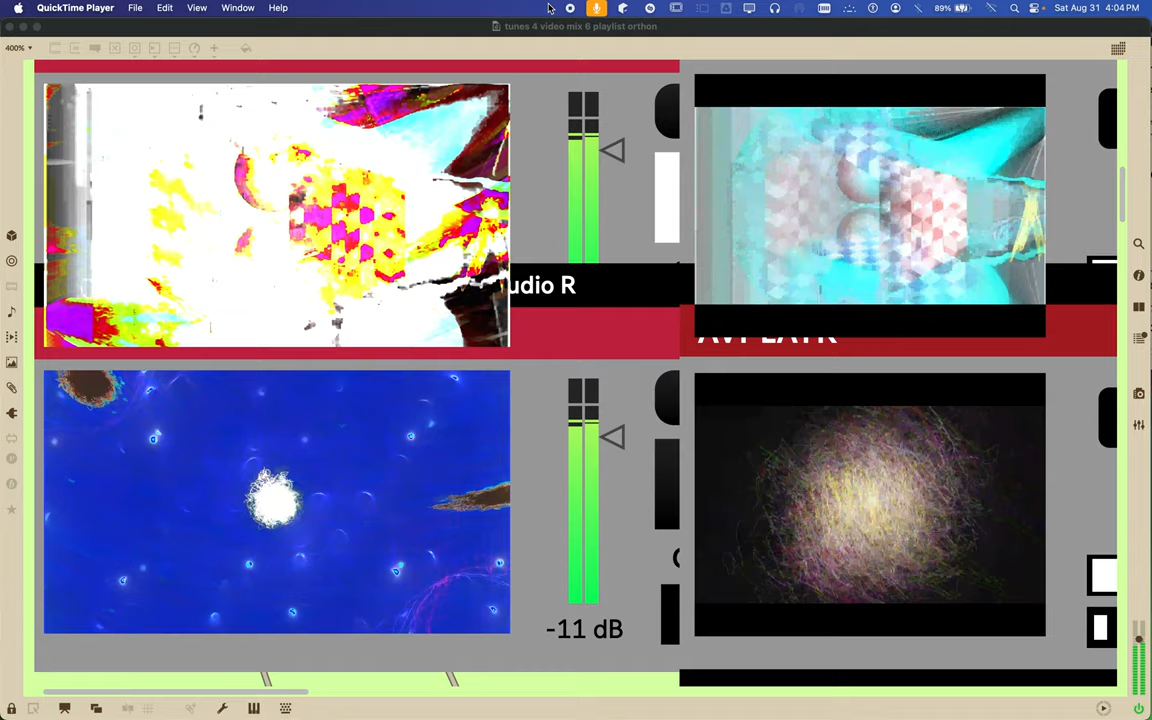 QuickTime Player File Edit View Window Help
89% Sat Aug 31 4:04 PM
tunes 4 video mix 6 playlist orthon
400%
udio R
-11 dB